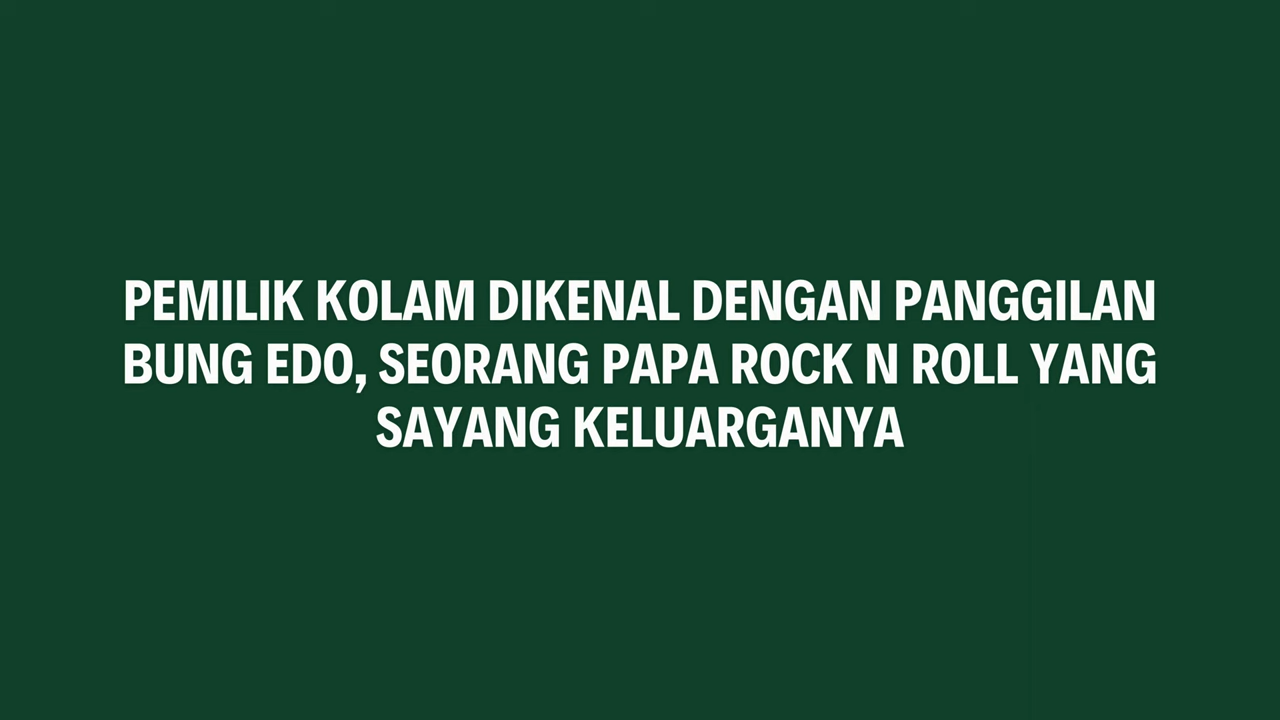 PEMILIK KOLAM DIKENAL DENGAN PANGGILAN
BUNG EDO, SEORANG PAPA ROCK N ROLL YANG
SAYANG KELUARGANYA